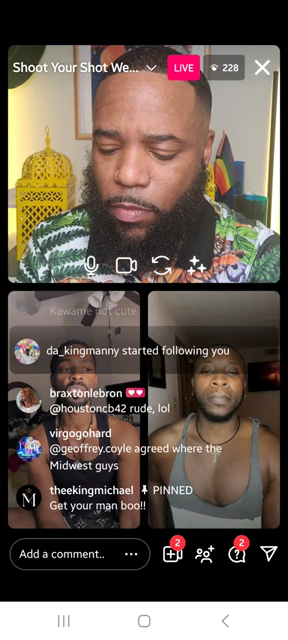 Shoot Your Shot We... LIVE 228
Kawame not cute
da_kingmanny started following you
braxtonlebron
@houstoncb42 rude, lol
virgogohard
@geoffrey.coyle agreed where the
Midwest guys
M
theekingmichael PINNED
Get your man boo!!
Add a comment.. 2 2